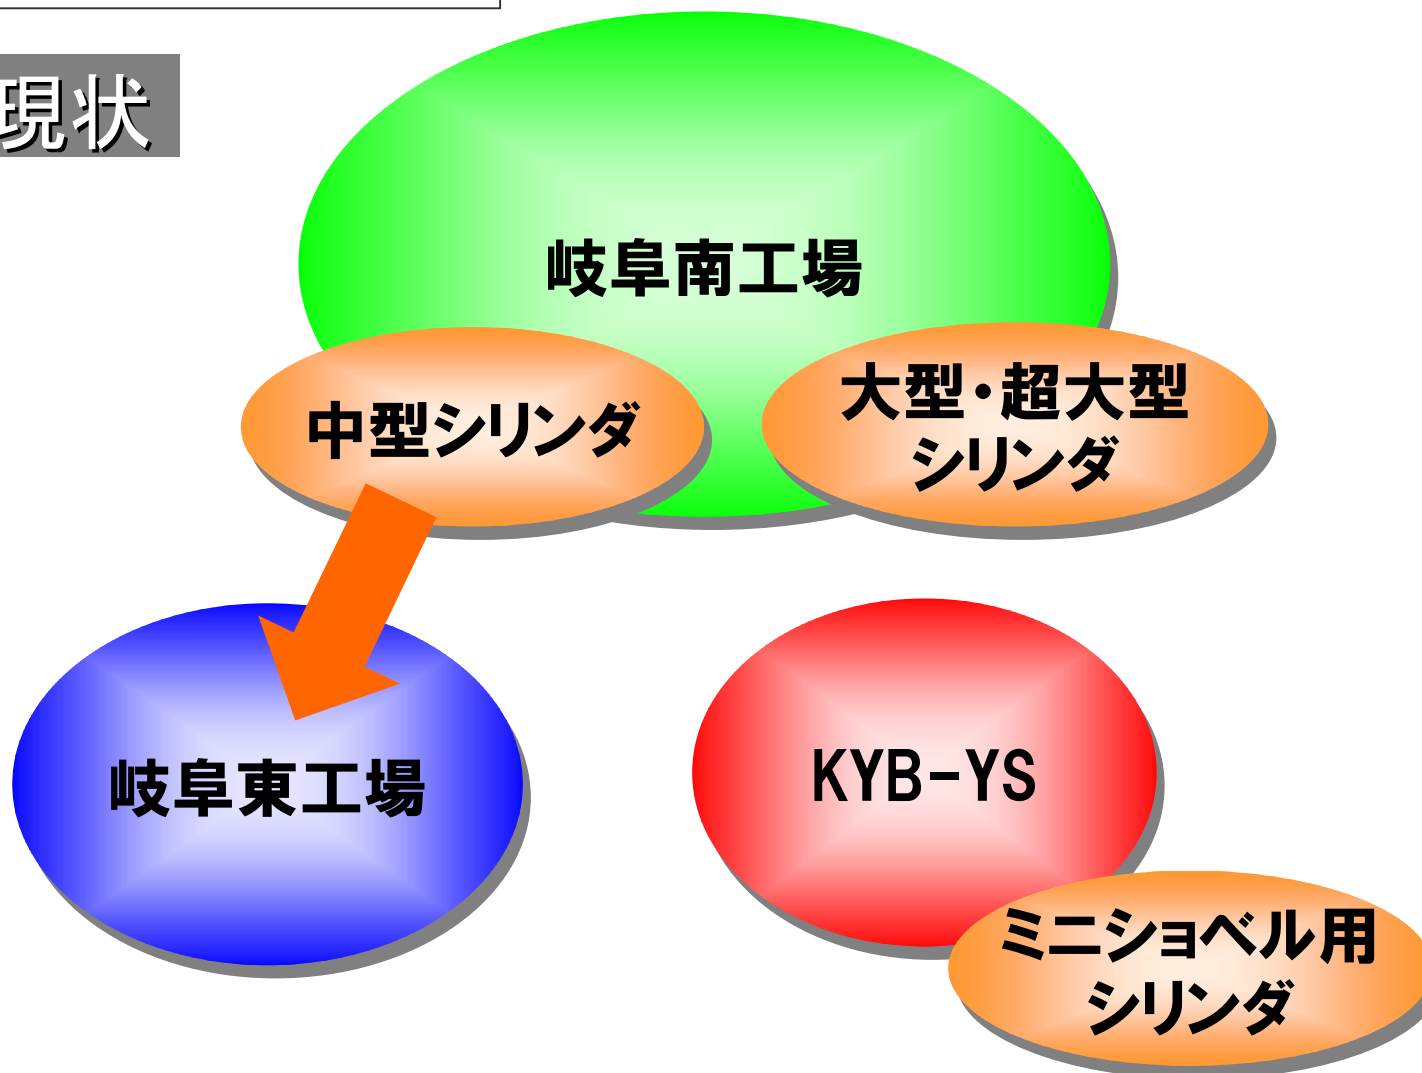 現状
岐阜南工場
中型シリンダ
大型・超大型
シリンダ
岐阜東工場
KYB-YS
ミニショベル用
シリンダ